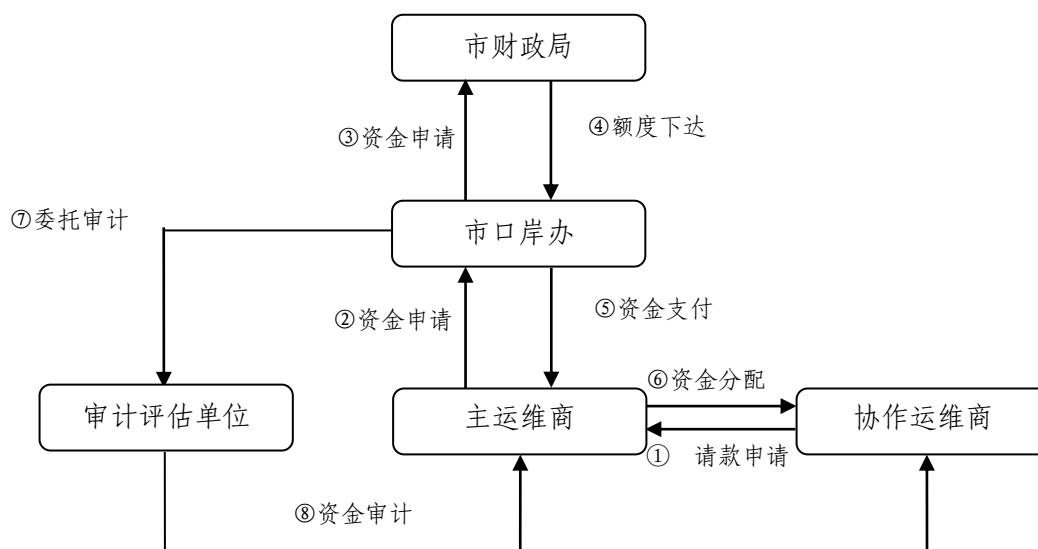 市财政局
③资金申请
④额度下达
⑦委托审计
市口岸办
②资金申请
⑤资金支付
⑥资金分配
审计评估单位
主运维商
协作运维商
① 请款申请
⑧资金审计